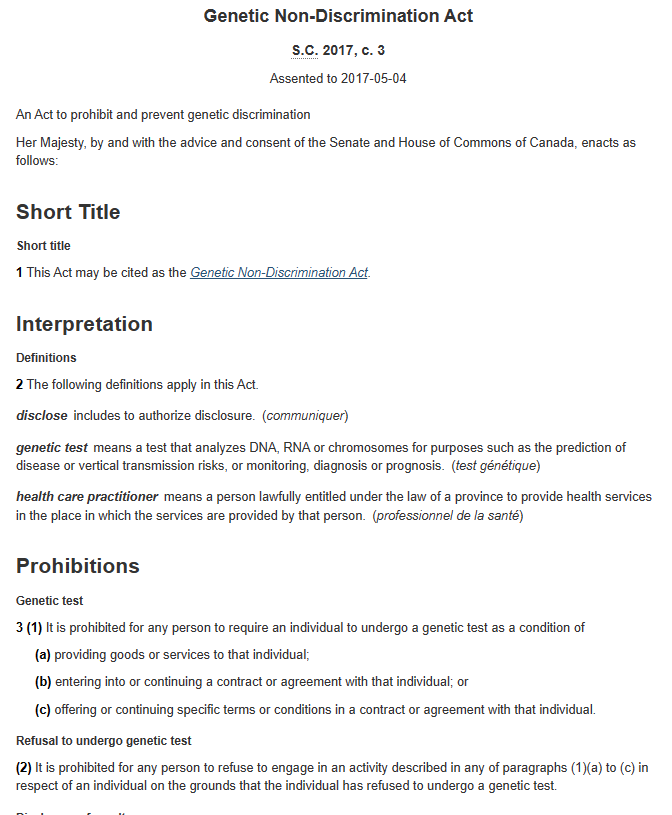 Genetic Non-Discrimination Act
S.C. 2017, c. 3
Assented to 2017-05-04
An Act to prohibit and prevent genetic discrimination
Her Majesty, by and with the advice and consent of the Senate and House of Commons of Canada, enacts as
follows:
Short Title
Short title
1 This Act may be cited as the Genetic Non-Discrimination Act.
Interpretation
Definitions
2 The following definitions apply in this Act.
disclose includes to authorize disclosure. (communiquer)
genetic test means a test that analyzes DNA, RNA or chromosomes for purposes such as the prediction of
disease or vertical transmission risks, or monitoring, diagnosis or prognosis. (test génétique)
health care practitioner means a person lawfully entitled under the law of a province to provide health services
in the place in which the services are provided by that person. (professionnel de la santé)
Prohibitions
Genetic test
3 (1) It is prohibited for any person to require an individual to undergo a genetic test as a condition of
(a) providing goods or services to that individual;
(b) entering into or continuing a contract or agreement with that individual; or
(c) offering or continuing specific terms or conditions in a contract or agreement with that individual.
Refusal to undergo genetic test
(2) It is prohibited for any person to refuse to engage in an activity described in any of paragraphs (1)(a) to (c) in
respect of an individual on the grounds that the individual has refused to undergo a genetic test.